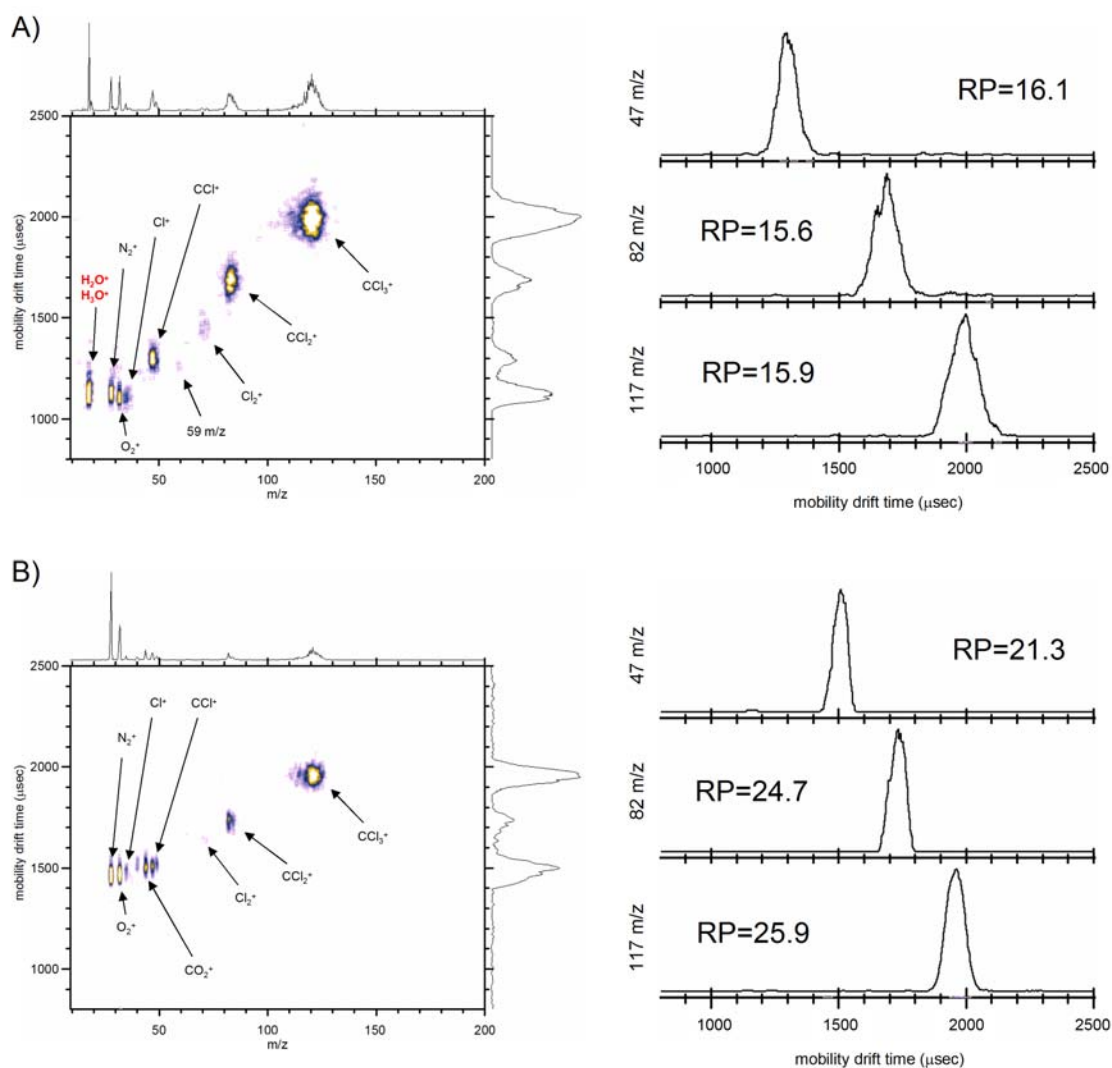 A)
2500
2000
1500
1000
mobility drift time (μsec)
H₂O⁺
H₃O⁺
N₂⁺
Cl⁺
CCl⁺
O₂⁺
59 m/z
Cl₂⁺
CCl₂⁺
CCl₃⁺
50
100
150
200
m/z
47 m/z
RP=16.1
82 m/z
RP=15.6
117 m/z
RP=15.9
1000
1500
2000
2500
mobility drift time (μsec)
B)
2500
2000
1500
1000
mobility drift time (μsec)
N₂⁺
Cl⁺
CCl⁺
O₂⁺
CO₂⁺
Cl₂⁺
CCl₂⁺
CCl₃⁺
50
100
150
200
m/z
47 m/z
RP=21.3
82 m/z
RP=24.7
117 m/z
RP=25.9
1000
1500
2000
2500
mobility drift time (μsec)